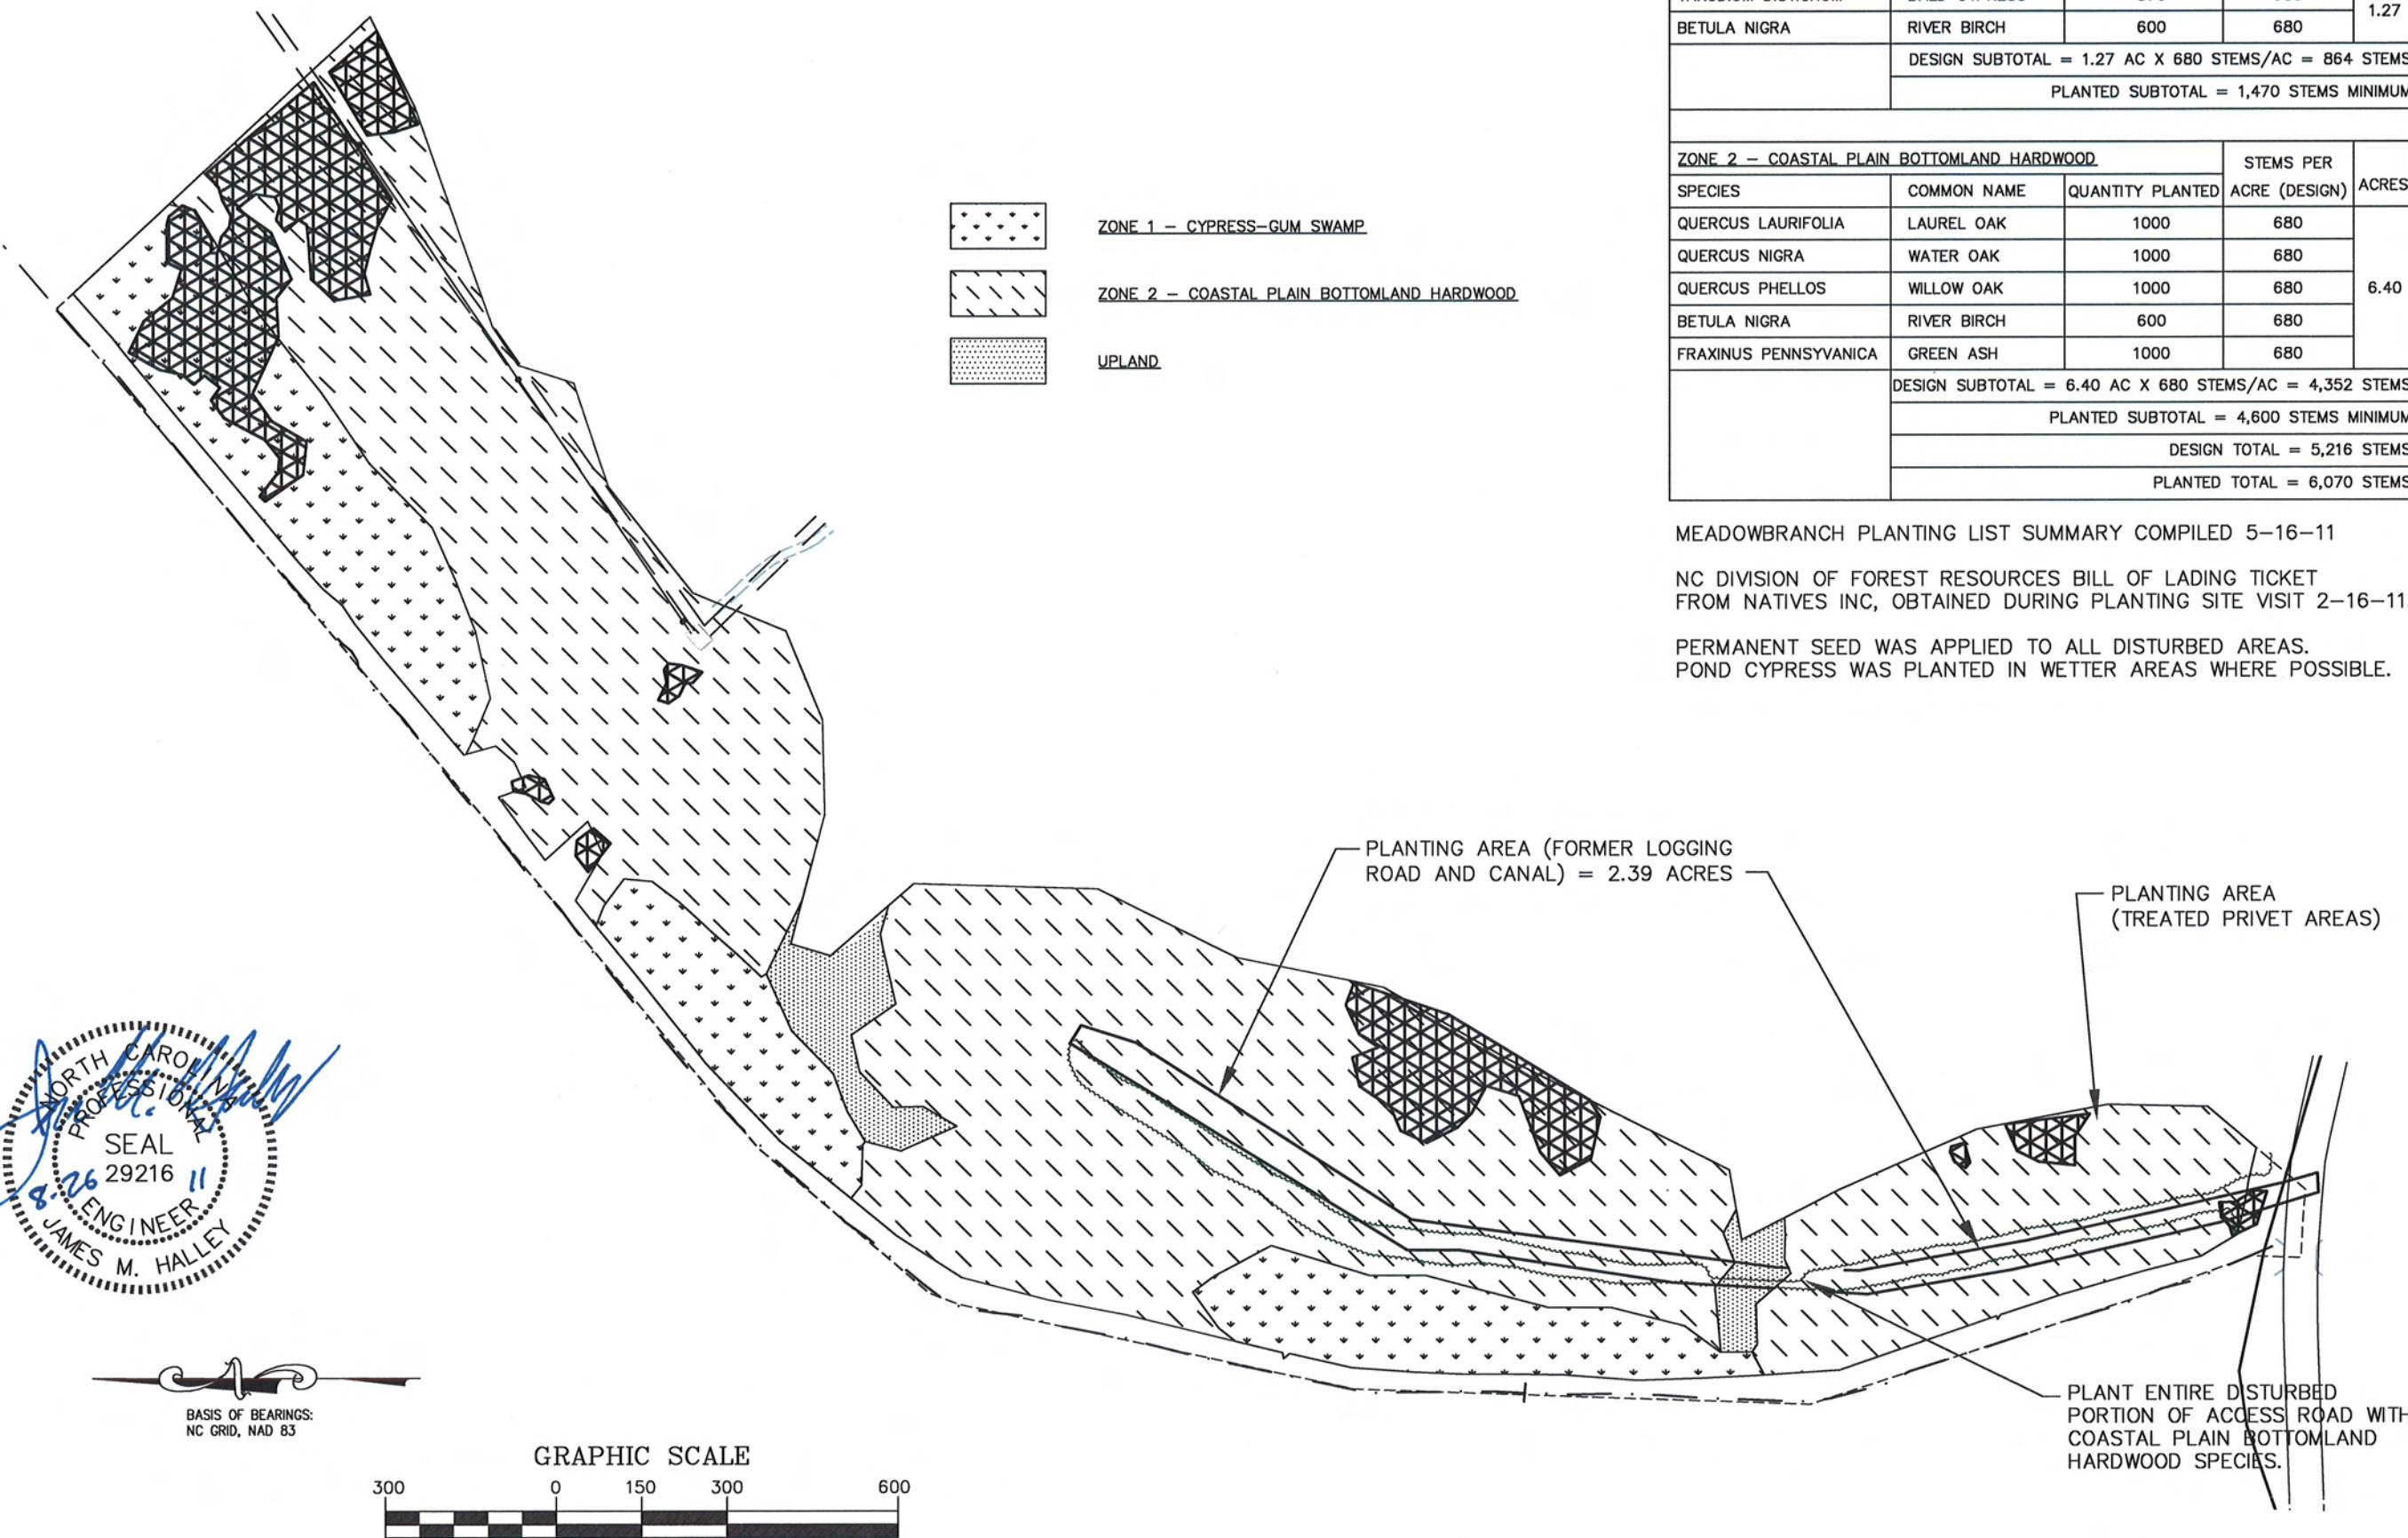 1.27
BETULA NIGRA RIVER BIRCH 600 680
DESIGN SUBTOTAL = 1.27 AC X 680 STEMS/AC = 864 STEMS
PLANTED SUBTOTAL = 1,470 STEMS MINIMUM
ZONE 2 – COASTAL PLAIN BOTTOMLAND HARDWOOD STEMS PER
SPECIES COMMON NAME QUANTITY PLANTED ACRE (DESIGN) ACRES
QUERCUS LAURIFOLIA LAUREL OAK 1000 680
QUERCUS NIGRA WATER OAK 1000 680
QUERCUS PHELLOS WILLOW OAK 1000 680 6.40
BETULA NIGRA RIVER BIRCH 600 680
FRAXINUS PENNSYVANICA GREEN ASH 1000 680
DESIGN SUBTOTAL = 6.40 AC X 680 STEMS/AC = 4,352 STEMS
PLANTED SUBTOTAL = 4,600 STEMS MINIMUM
DESIGN TOTAL = 5,216 STEMS
PLANTED TOTAL = 6,070 STEMS
ZONE 1 – CYPRESS–GUM SWAMP
ZONE 2 – COASTAL PLAIN BOTTOMLAND HARDWOOD
UPLAND
MEADOWBRANCH PLANTING LIST SUMMARY COMPILED 5–16–11
NC DIVISION OF FOREST RESOURCES BILL OF LADING TICKET
FROM NATIVES INC, OBTAINED DURING PLANTING SITE VISIT 2–16–11
PERMANENT SEED WAS APPLIED TO ALL DISTURBED AREAS.
POND CYPRESS WAS PLANTED IN WETTER AREAS WHERE POSSIBLE.
PLANTING AREA (FORMER LOGGING
ROAD AND CANAL) = 2.39 ACRES
PLANTING AREA
(TREATED PRIVET AREAS)
NORTH CAROLINA
PROFESSIONAL
SEAL
29216
8-26 11
ENGINEER
JAMES M. HALLEY
N
BASIS OF BEARINGS:
NC GRID, NAD 83
PLANT ENTIRE DISTURBED
PORTION OF ACCESS ROAD WITH
COASTAL PLAIN BOTTOMLAND
HARDWOOD SPECIES.
GRAPHIC SCALE
300 0 150 300 600